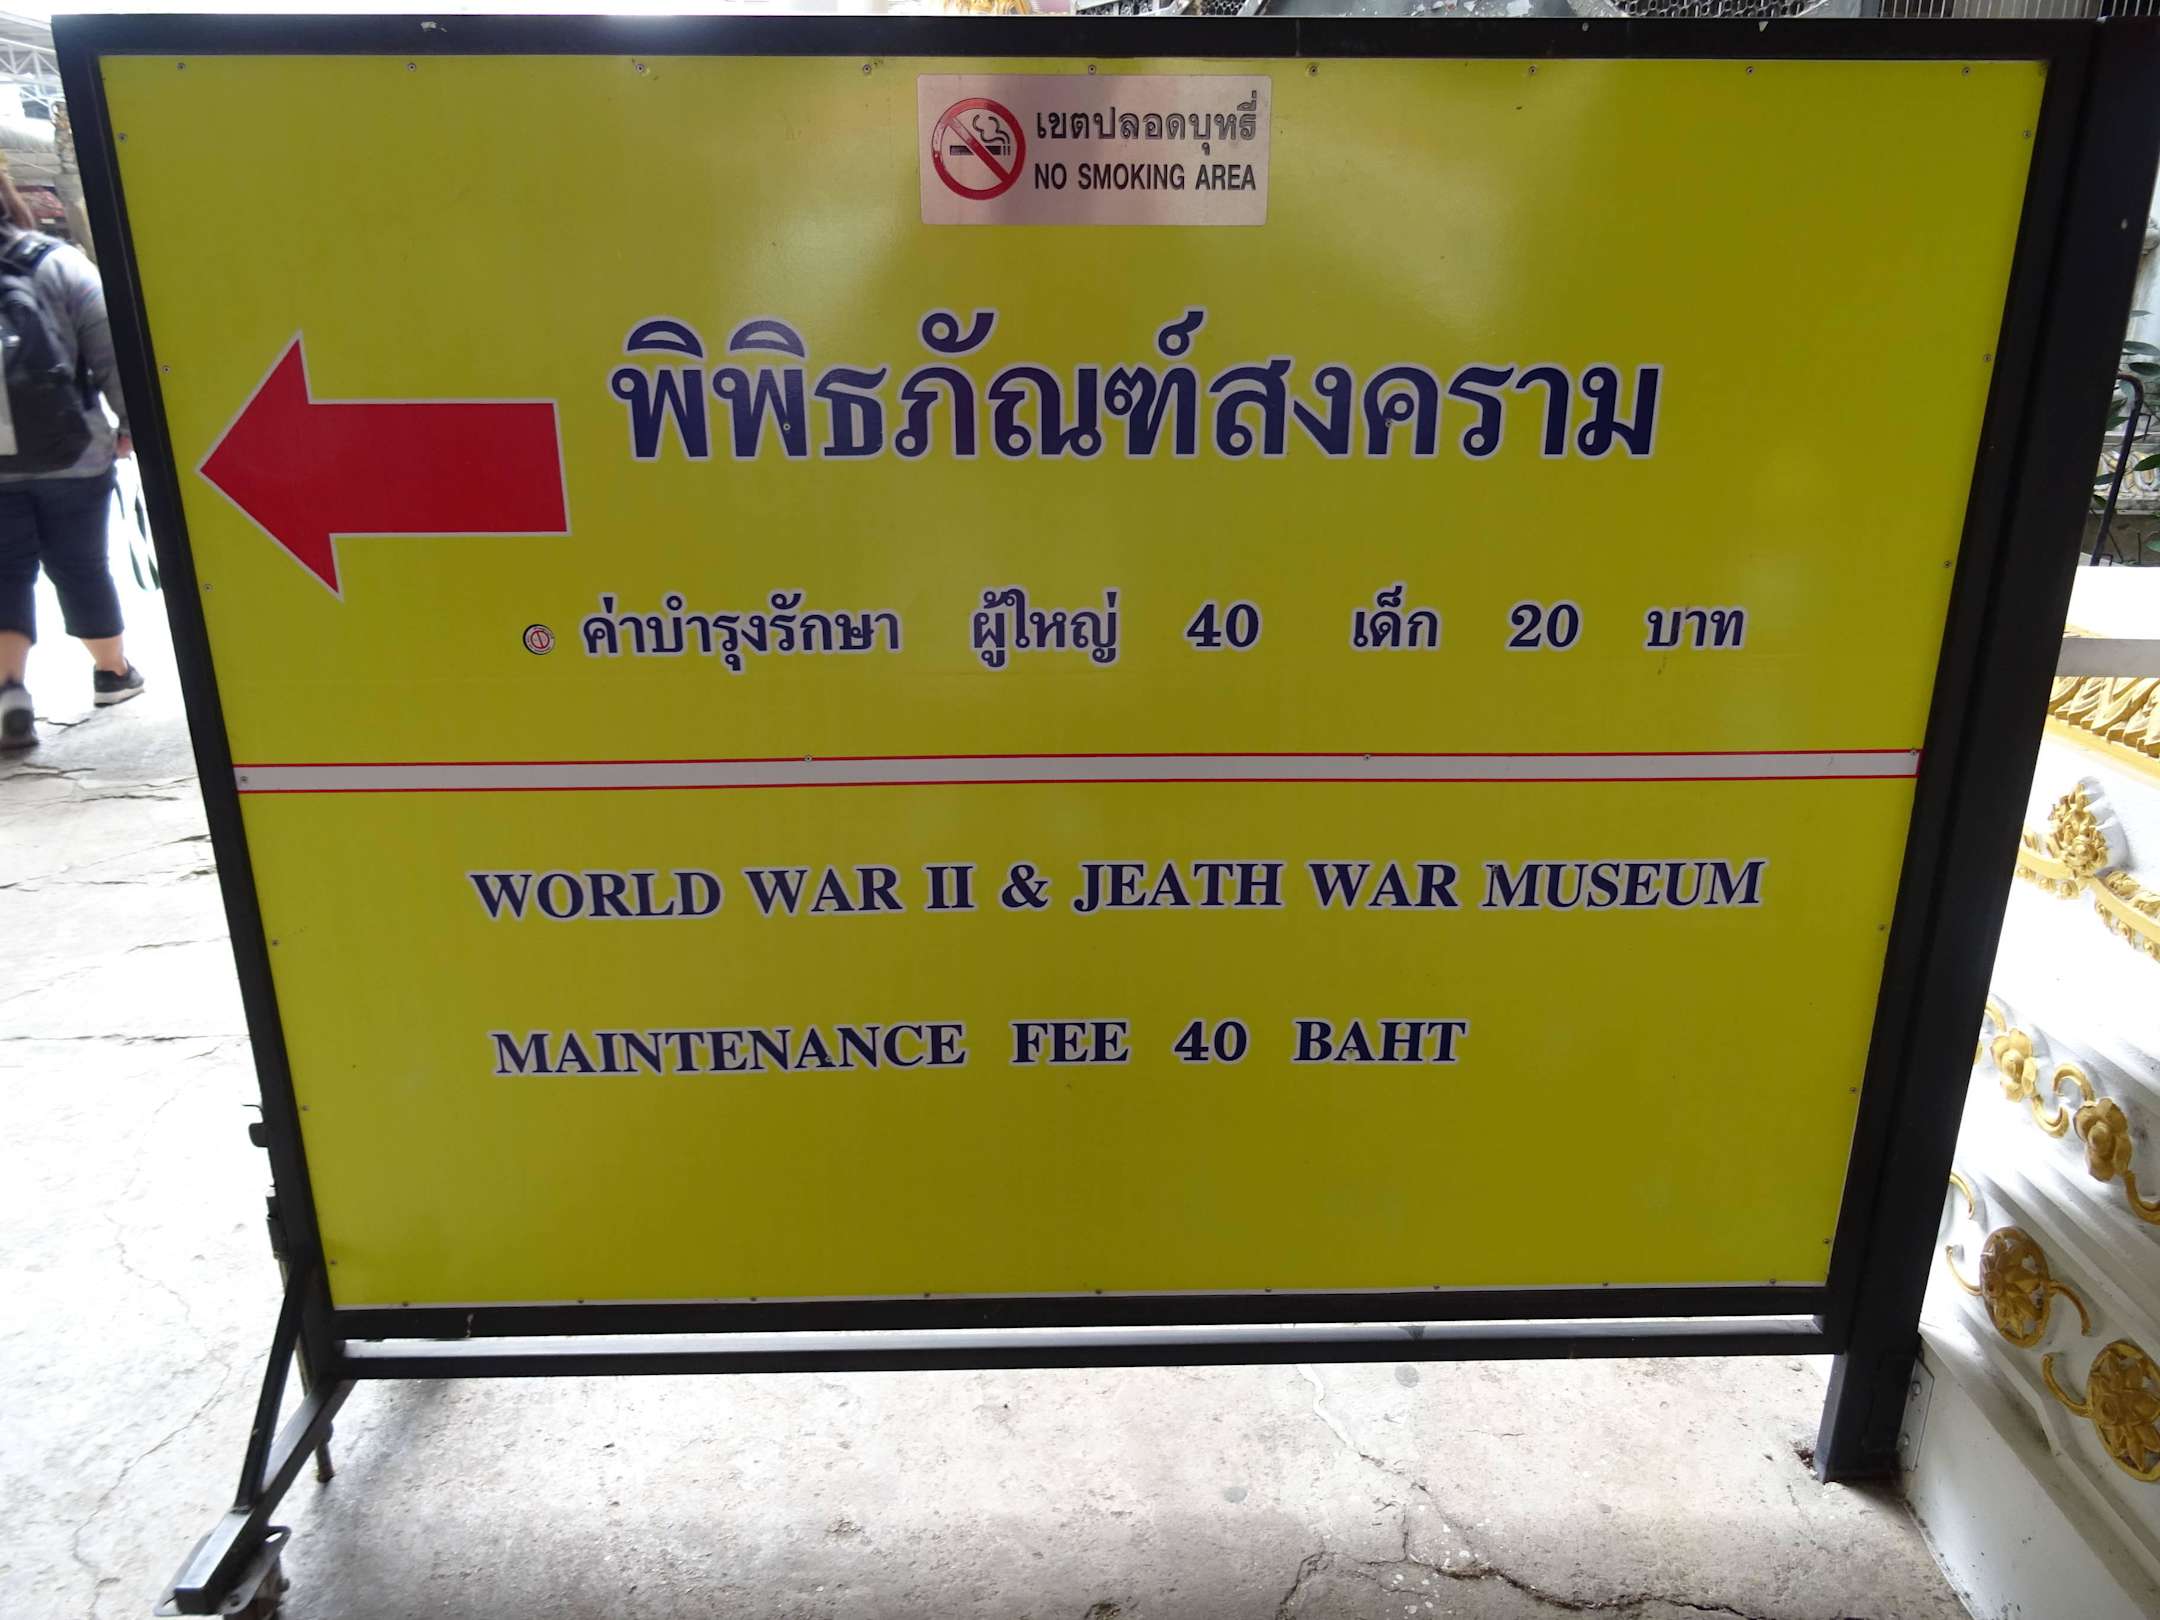 เขตปลอดบุหรี่
NO SMOKING AREA
พิพิธภัณฑ์สงคราม
ค่าบำรุงรักษา ผู้ใหญ่ 40 เด็ก 20 บาท
WORLD WAR II & JEATH WAR MUSEUM
MAINTENANCE FEE 40 BAHT